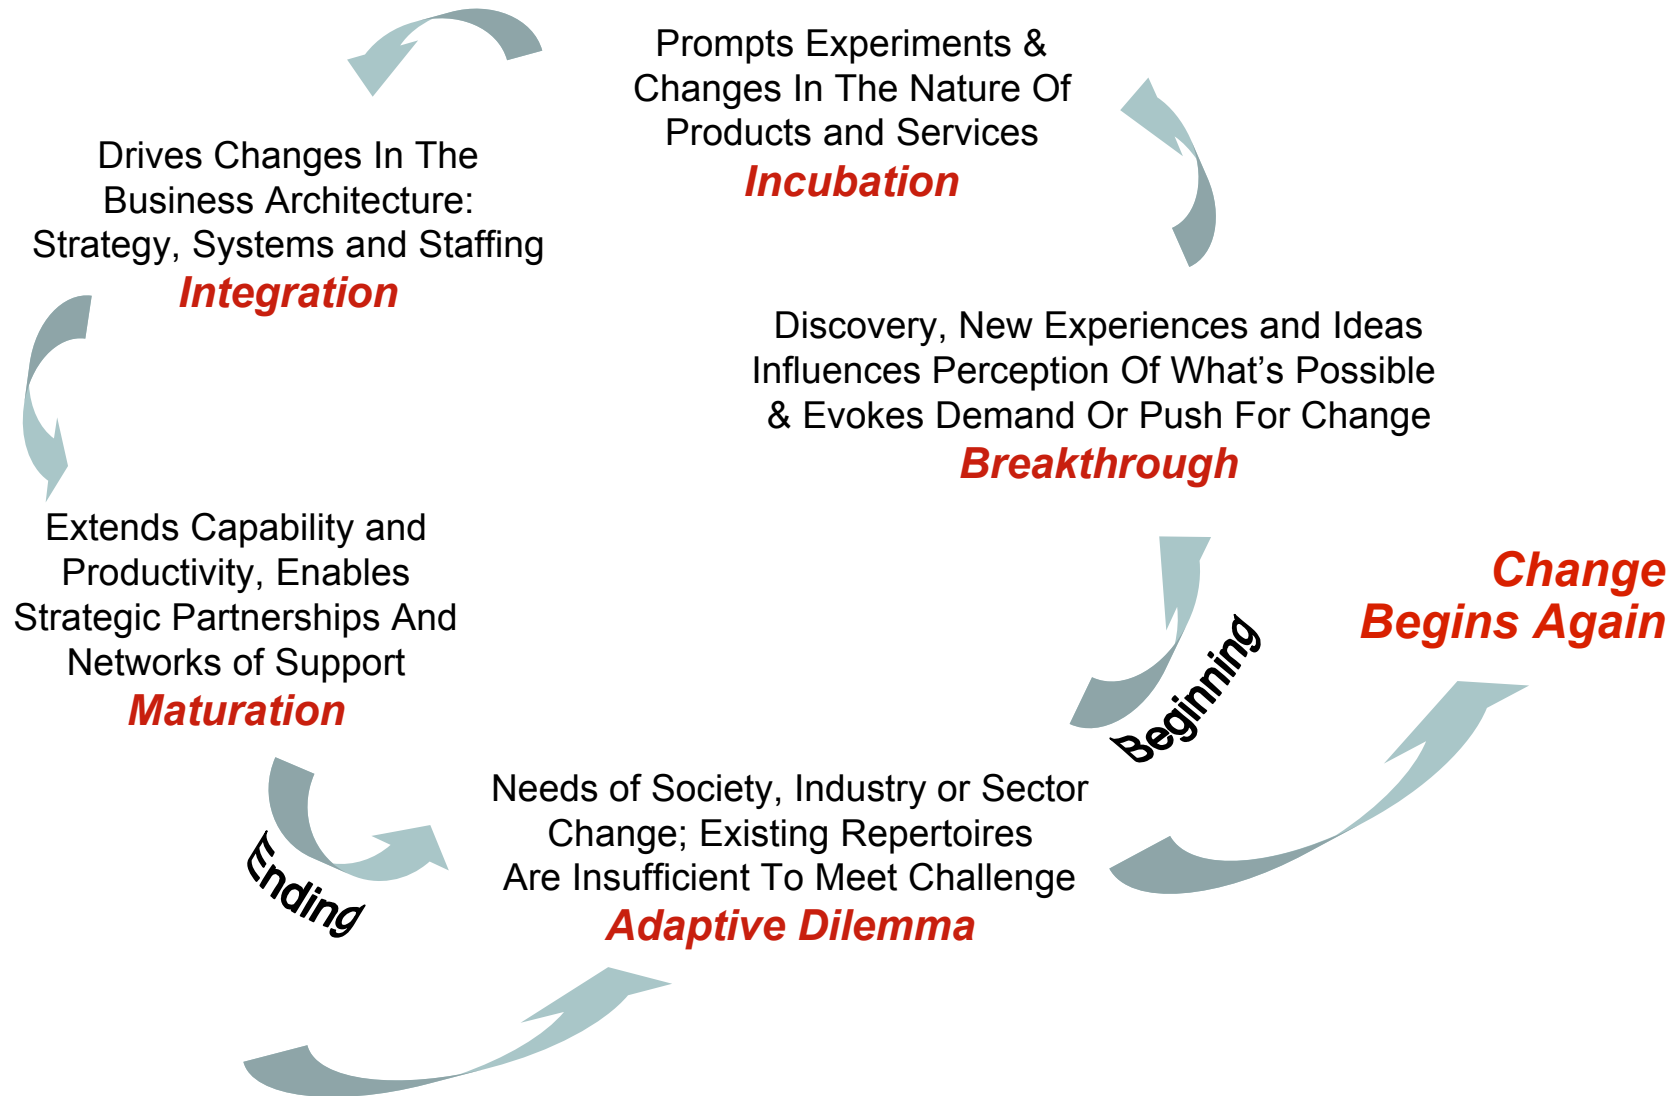 Prompts Experiments &
Changes In The Nature Of
Products and Services
Incubation
Drives Changes In The
Business Architecture:
Strategy, Systems and Staffing
Integration
Discovery, New Experiences and Ideas
Influences Perception Of What’s Possible
& Evokes Demand Or Push For Change
Breakthrough
Extends Capability and
Productivity, Enables
Strategic Partnerships And
Networks of Support
Maturation
Change
Begins Again
Beginning
Needs of Society, Industry or Sector
Change; Existing Repertoires
Are Insufficient To Meet Challenge
Adaptive Dilemma
Ending